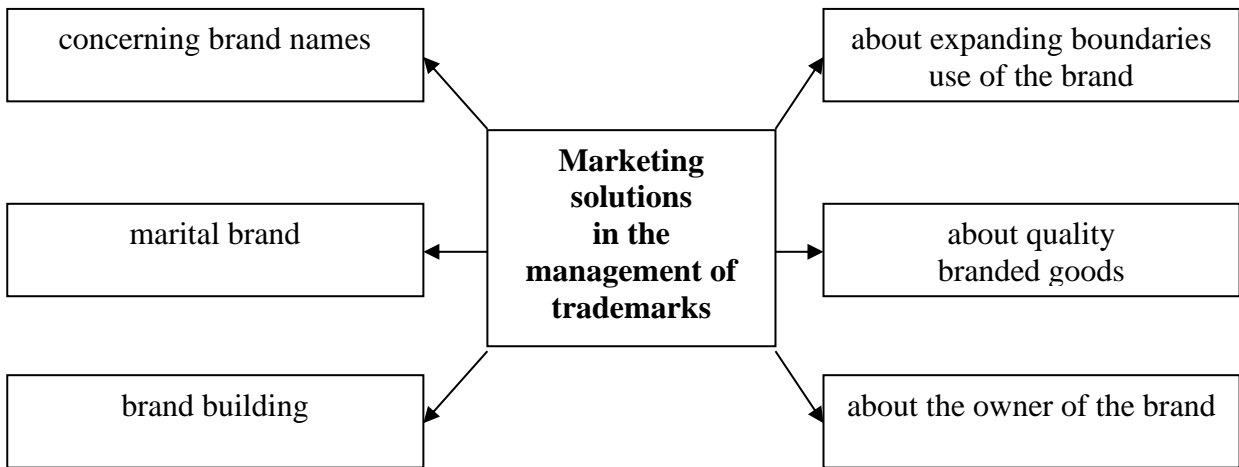 concerning brand names
about expanding boundaries
use of the brand
Marketing
solutions
in the
management of
trademarks
marital brand
about quality
branded goods
brand building
about the owner of the brand